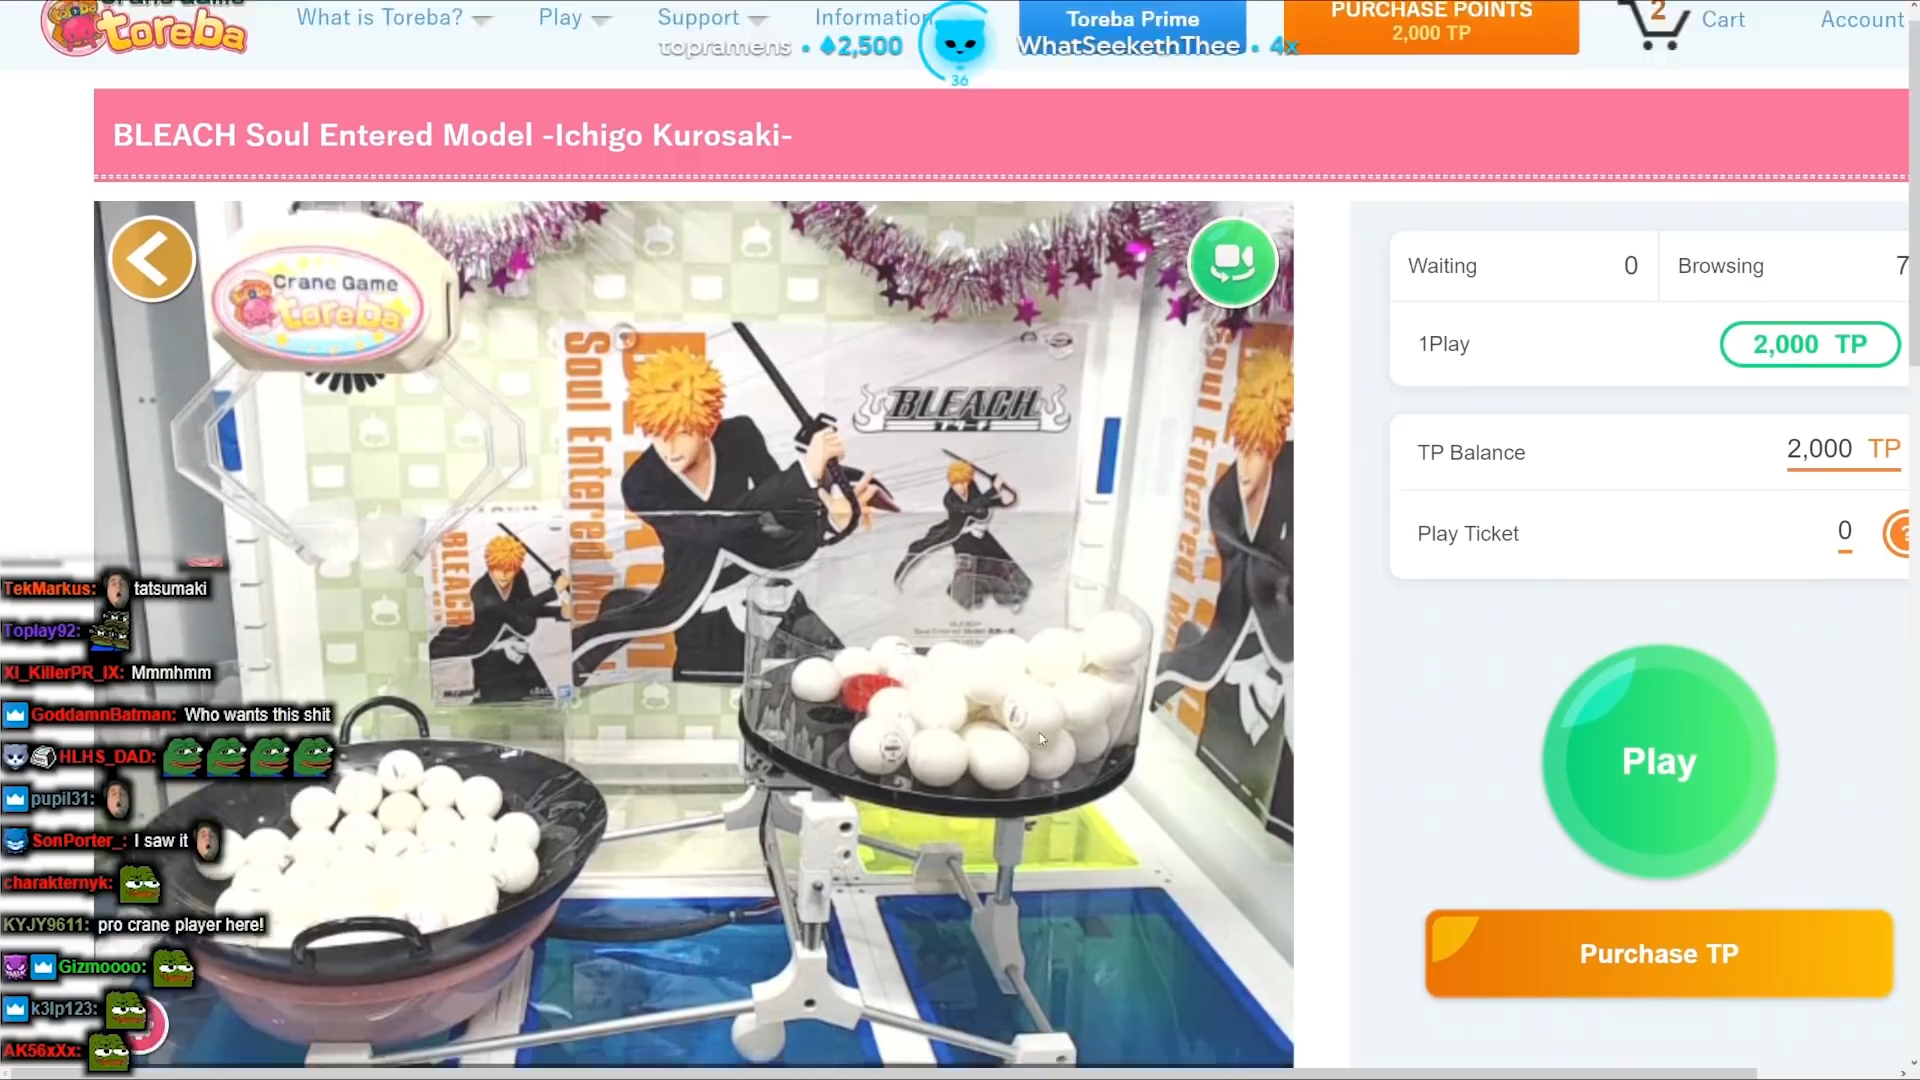 Crane Game
toreba
What is Toreba?
Play
Support
Information
Toreba Prime
PURCHASE POINTS
2,000 TP
2
Cart
Account
topramens • 2,500
36
WhatSeekethThee • 4x
BLEACH Soul Entered Model -Ichigo Kurosaki-
Crane Game
toreba
Soul Entered Mo
BLEACH
BLEACH
Soul Entered Mo
Waiting 0
Browsing 7
1Play
2,000 TP
TP Balance
2,000 TP
Play Ticket
0
?
Play
Purchase TP
TekMarkus: tatsumaki
Toplay92:
XI_KillerPR_IX: Mmmhmm
GoddamnBatman: Who wants this shit
HLHS_DAD:
pupil31:
SonPorter_: I saw it
charakternyk:
KYJY9611: pro crane player here!
Gizmoooo:
k3lp123:
AK56xXx: